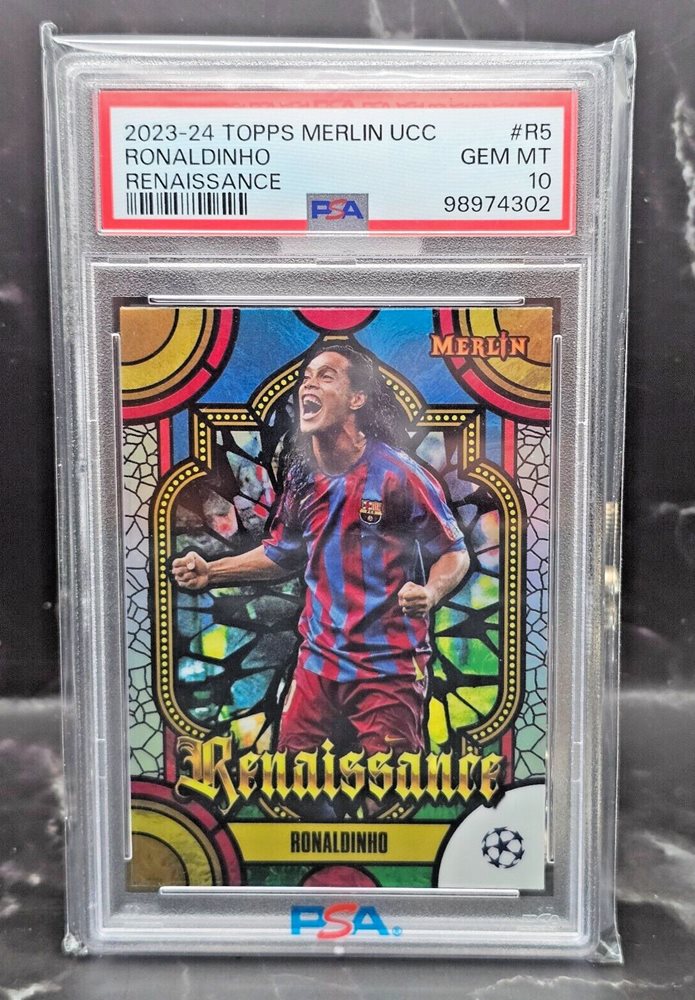 2023-24 TOPPS MERLIN UCC #R5
RONALDINHO GEM MT
RENAISSANCE 10
PSA 98974302
MERLIN
Renaissance
RONALDINHO
PSA